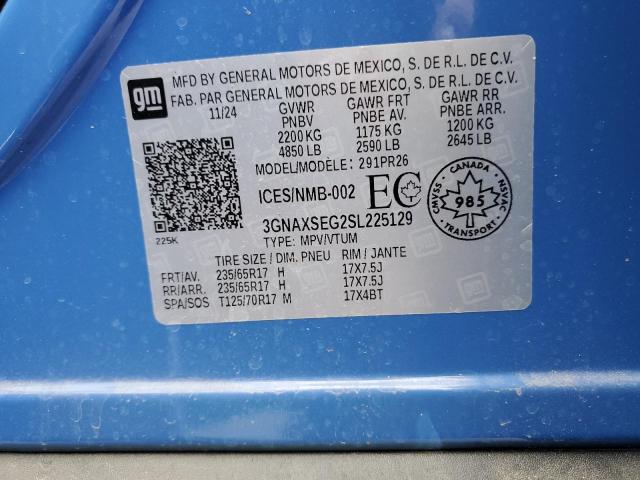 gm
MFD BY GENERAL MOTORS DE MEXICO, S. DE R.L. DE C.V.
FAB. PAR GENERAL MOTORS DE MEXICO, S. DE R.L. DE C.V.
11/24 GVWR GAWR FRT GAWR RR
PNBV PNBE AV. PNBE ARR.
2200 KG 1175 KG 1200 KG
4850 LB 2590 LB 2645 LB
MODEL/MODÈLE: 291PR26
ICES/NMB-002 EC
CANADA
CMVSS 985 NSVAC
CANADA
3GNAXSEG2SL225129
225K
TYPE: MPV/VTUM
TIRE SIZE / DIM. PNEU RIM / JANTE
FRT/AV. 235/65R17 H 17X7.5J
RR/ARR. 235/65R17 H 17X7.5J
SPA/SOS T125/70R17 M 17X4BT